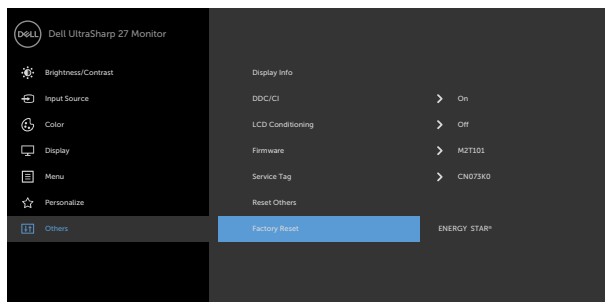 DELL Dell UltraSharp 27 Monitor
Brightness/Contrast Display Info
Input Source DDC/CI On
Color LCD Conditioning Off
Display Firmware M2T101
Menu Service Tag CN073K0
Personalize Reset Others
Others Factory Reset ENERGY STAR®